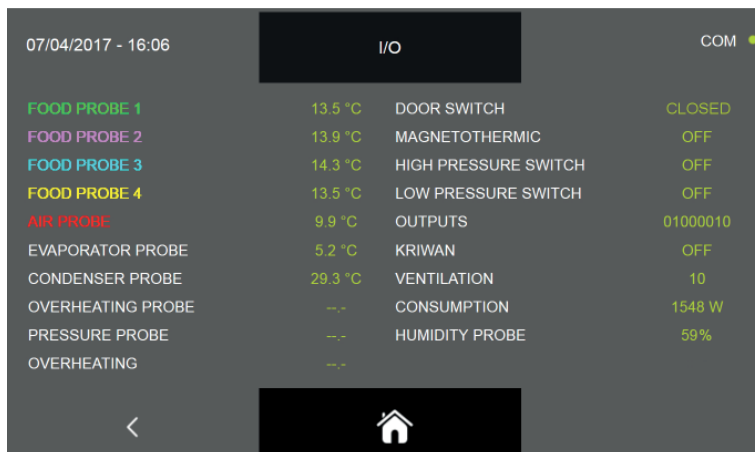 07/04/2017 - 16:06 I/O COM
FOOD PROBE 1 13.5 °C DOOR SWITCH CLOSED
FOOD PROBE 2 13.9 °C MAGNETOTHERMIC OFF
FOOD PROBE 3 14.3 °C HIGH PRESSURE SWITCH OFF
FOOD PROBE 4 13.5 °C LOW PRESSURE SWITCH OFF
AIR PROBE 9.9 °C OUTPUTS 01000010
EVAPORATOR PROBE 5.2 °C KRIWAN OFF
CONDENSER PROBE 29.3 °C VENTILATION 10
OVERHEATING PROBE --.- CONSUMPTION 1548 W
PRESSURE PROBE --.- HUMIDITY PROBE 59%
OVERHEATING --.-